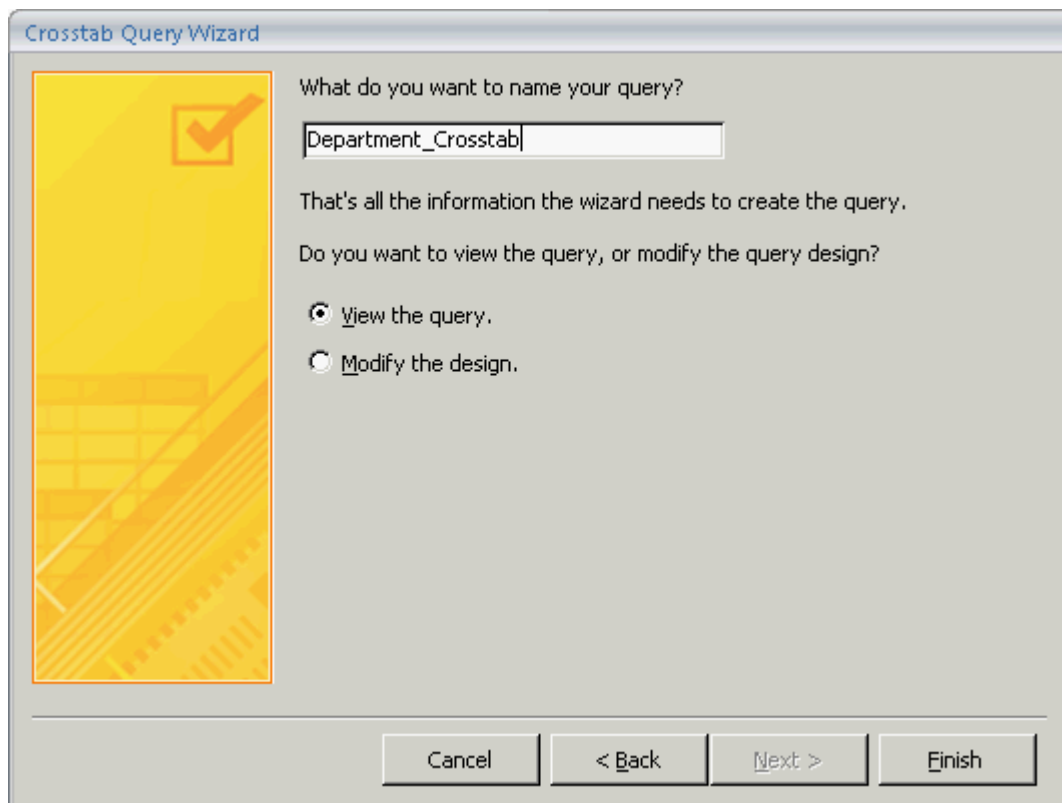 Crosstab Query Wizard
What do you want to name your query?
Department_Crosstab
That's all the information the wizard needs to create the query.
Do you want to view the query, or modify the query design?
View the query.
Modify the design.
Cancel
< Back
Next >
Finish